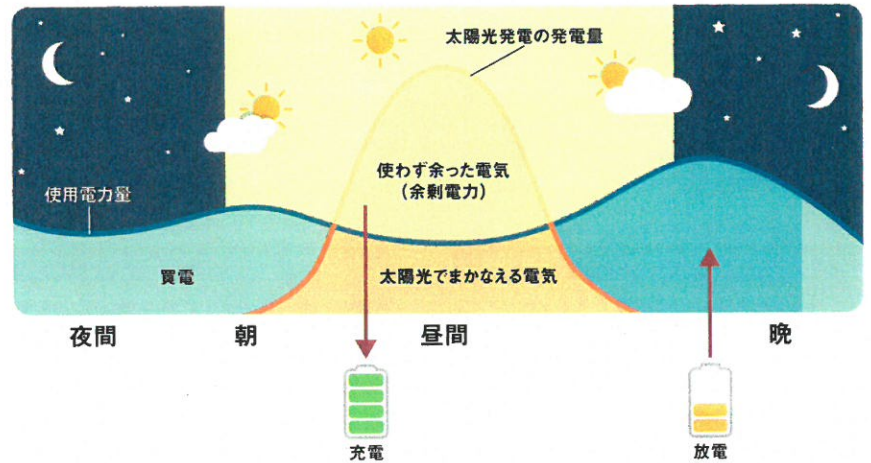 太陽光発電の発電量
使わず余った電気
(余剰電力)
使用電力量
買電
太陽光でまかなえる電気
夜間
朝
昼間
晩
充電
放電